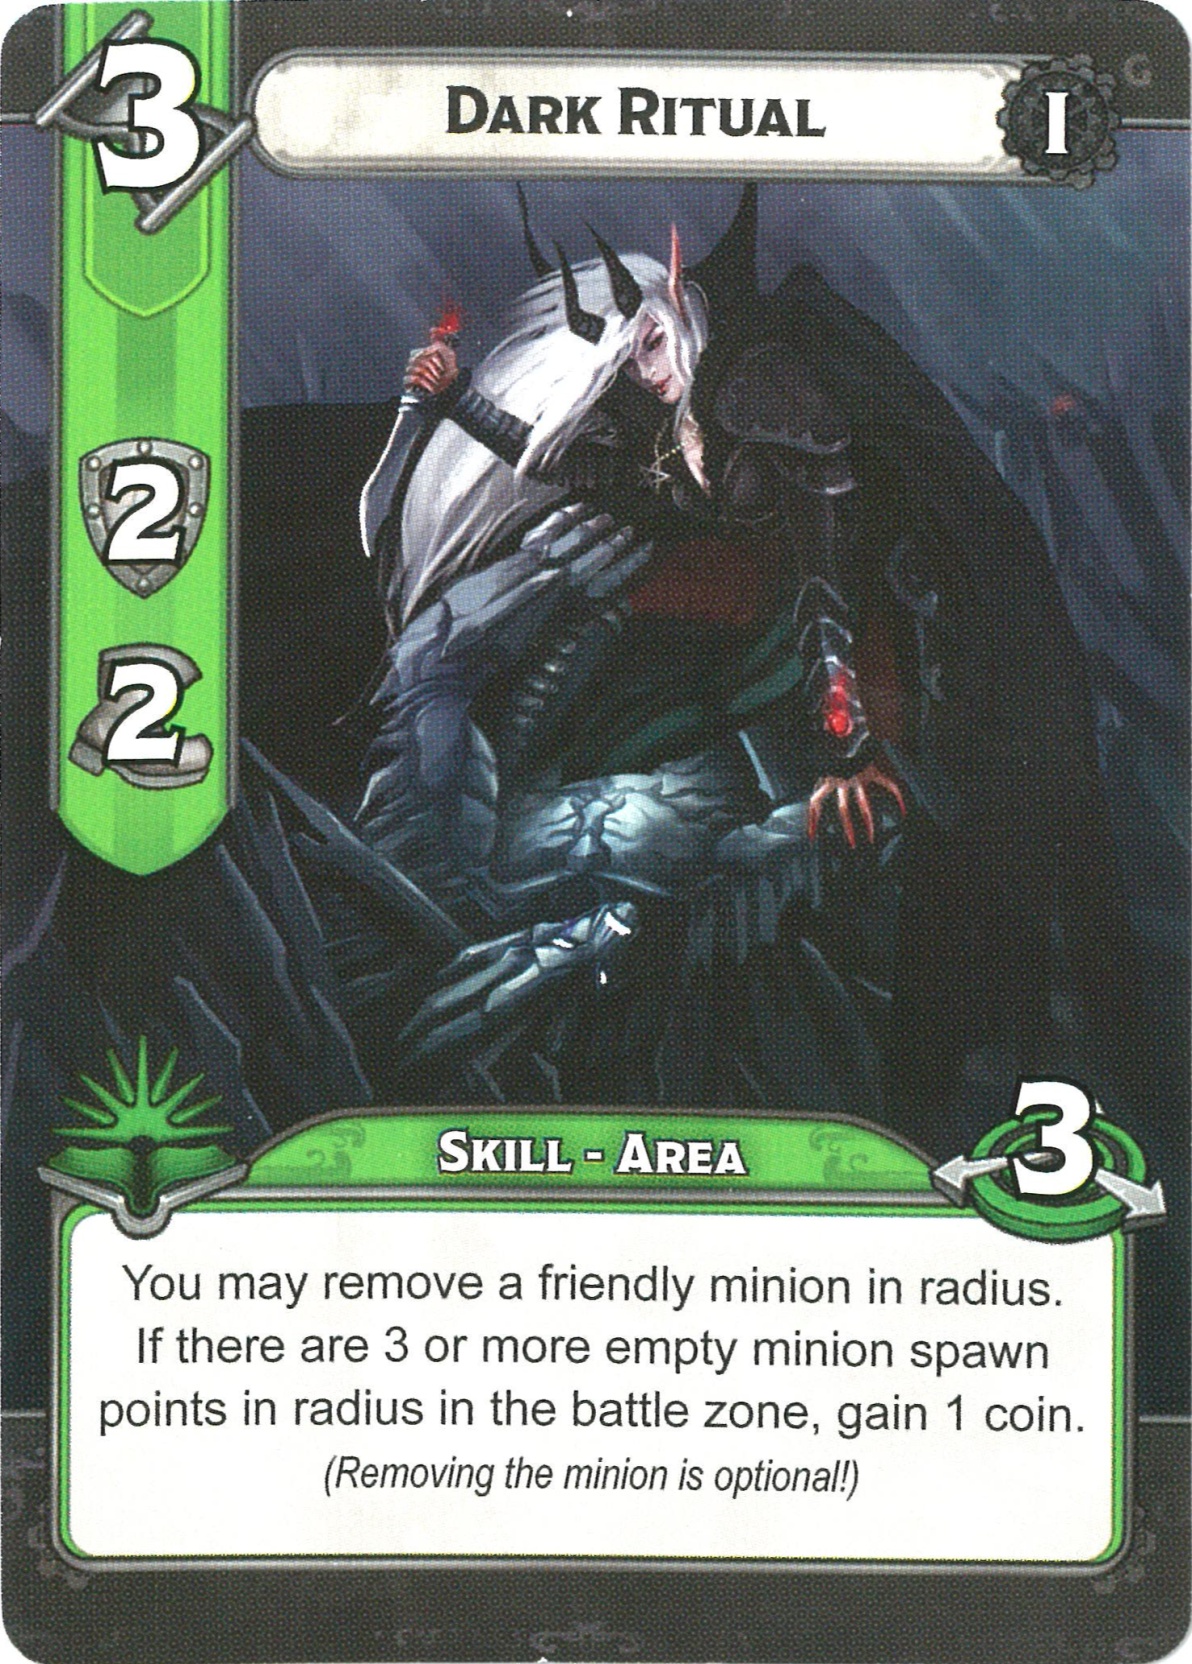 3
DARK RITUAL
I
2
2
SKILL - AREA
3
You may remove a friendly minion in radius.
If there are 3 or more empty minion spawn
points in radius in the battle zone, gain 1 coin.
(Removing the minion is optional!)